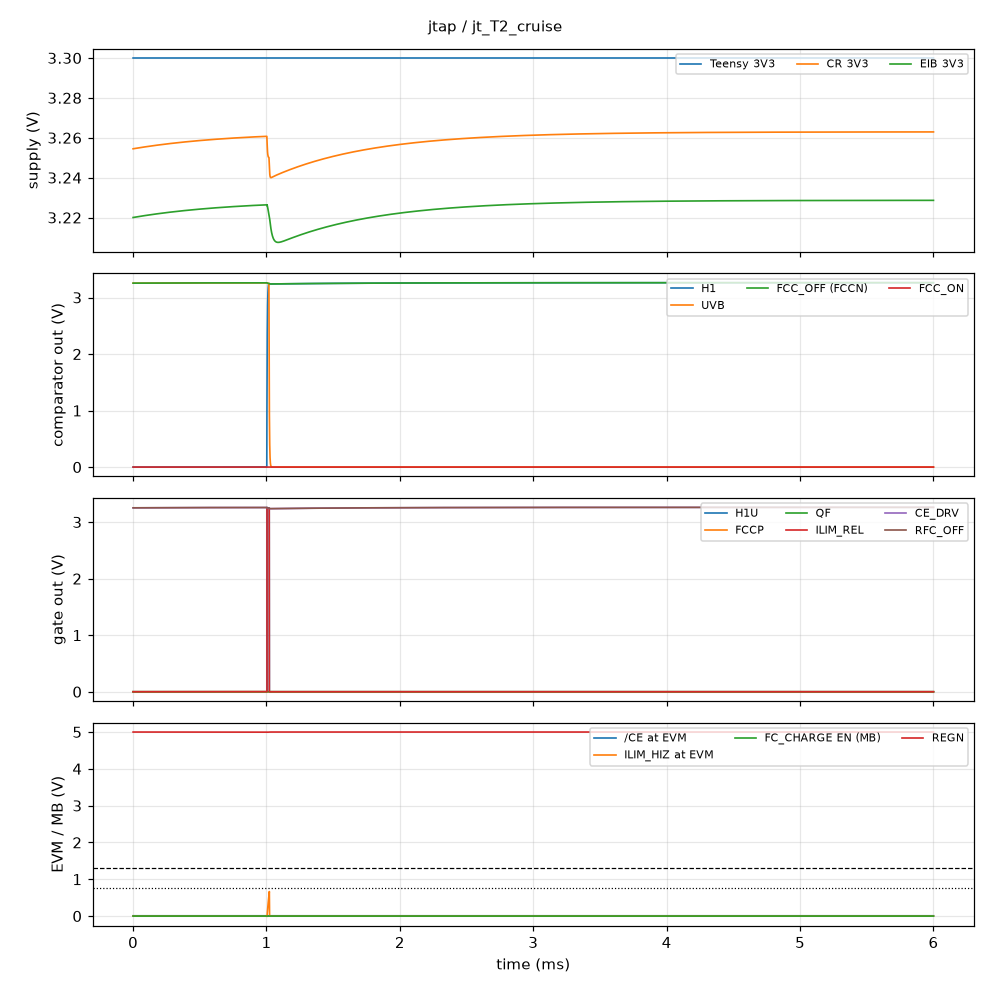 jtap / jt_T2_cruise
3.30
3.28
3.26
3.24
3.22
supply (V)
Teensy 3V3 CR 3V3 EIB 3V3
3
2
1
0
comparator out (V)
H1 FCC_OFF (FCCN) FCC_ON
UVB
3
2
1
0
gate out (V)
H1U QF CE_DRV
FCCP ILIM_REL RFC_OFF
5
4
3
2
1
0
EVM / MB (V)
/CE at EVM FC_CHARGE EN (MB) REGN
ILIM_HIZ at EVM
0 1 2 3 4 5 6
time (ms)